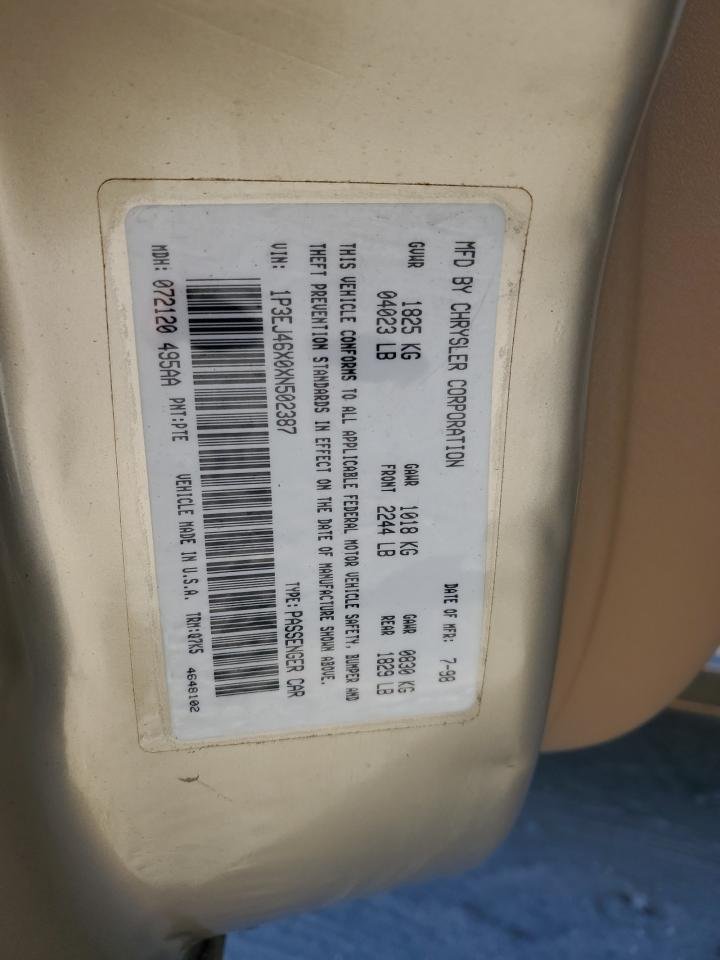 MFD BY CHRYSLER CORPORATION DATE OF MFR: 7-98
GVWR 1825 KG GAWR 1018 KG GAWR 0830 KG
04023 LB FRONT 2244 LB REAR 1829 LB
THIS VEHICLE CONFORMS TO ALL APPLICABLE FEDERAL MOTOR VEHICLE SAFETY, BUMPER AND
THEFT PREVENTION STANDARDS IN EFFECT ON THE DATE OF MANUFACTURE SHOWN ABOVE.
VIN: 1P3EJ46X0XN502387 TYPE: PASSENGER CAR
MDH: 072120 495AA PNT:PTE VEHICLE MADE IN U.S.A. TRM:Q7K5 4648102